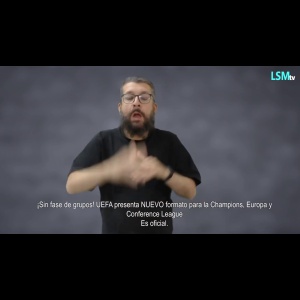 LSMtv
¡Sin fase de grupos! UEFA presenta NUEVO formato para la Champions, Europa y
Conference League
Es oficial.